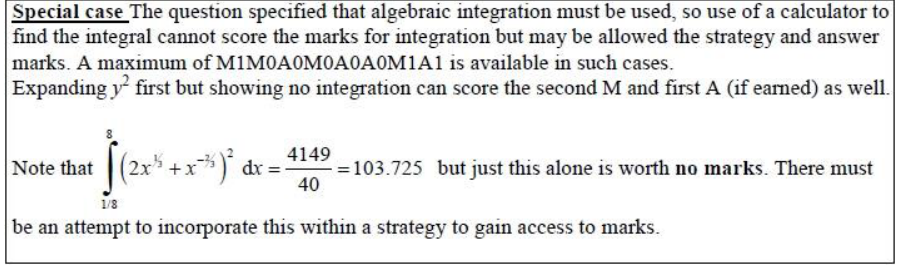 Special case The question specified that algebraic integration must be used, so use of a calculator to
find the integral cannot score the marks for integration but may be allowed the strategy and answer
marks. A maximum of M1M0A0M0A0A0M1A1 is available in such cases.
Expanding y² first but showing no integration can score the second M and first A (if earned) as well.
Note that ∫_{1/8}^{8} (2x^{1/3} + x^{-2/3})² dx = 4149/40 = 103.725 but just this alone is worth no marks. There must
be an attempt to incorporate this within a strategy to gain access to marks.